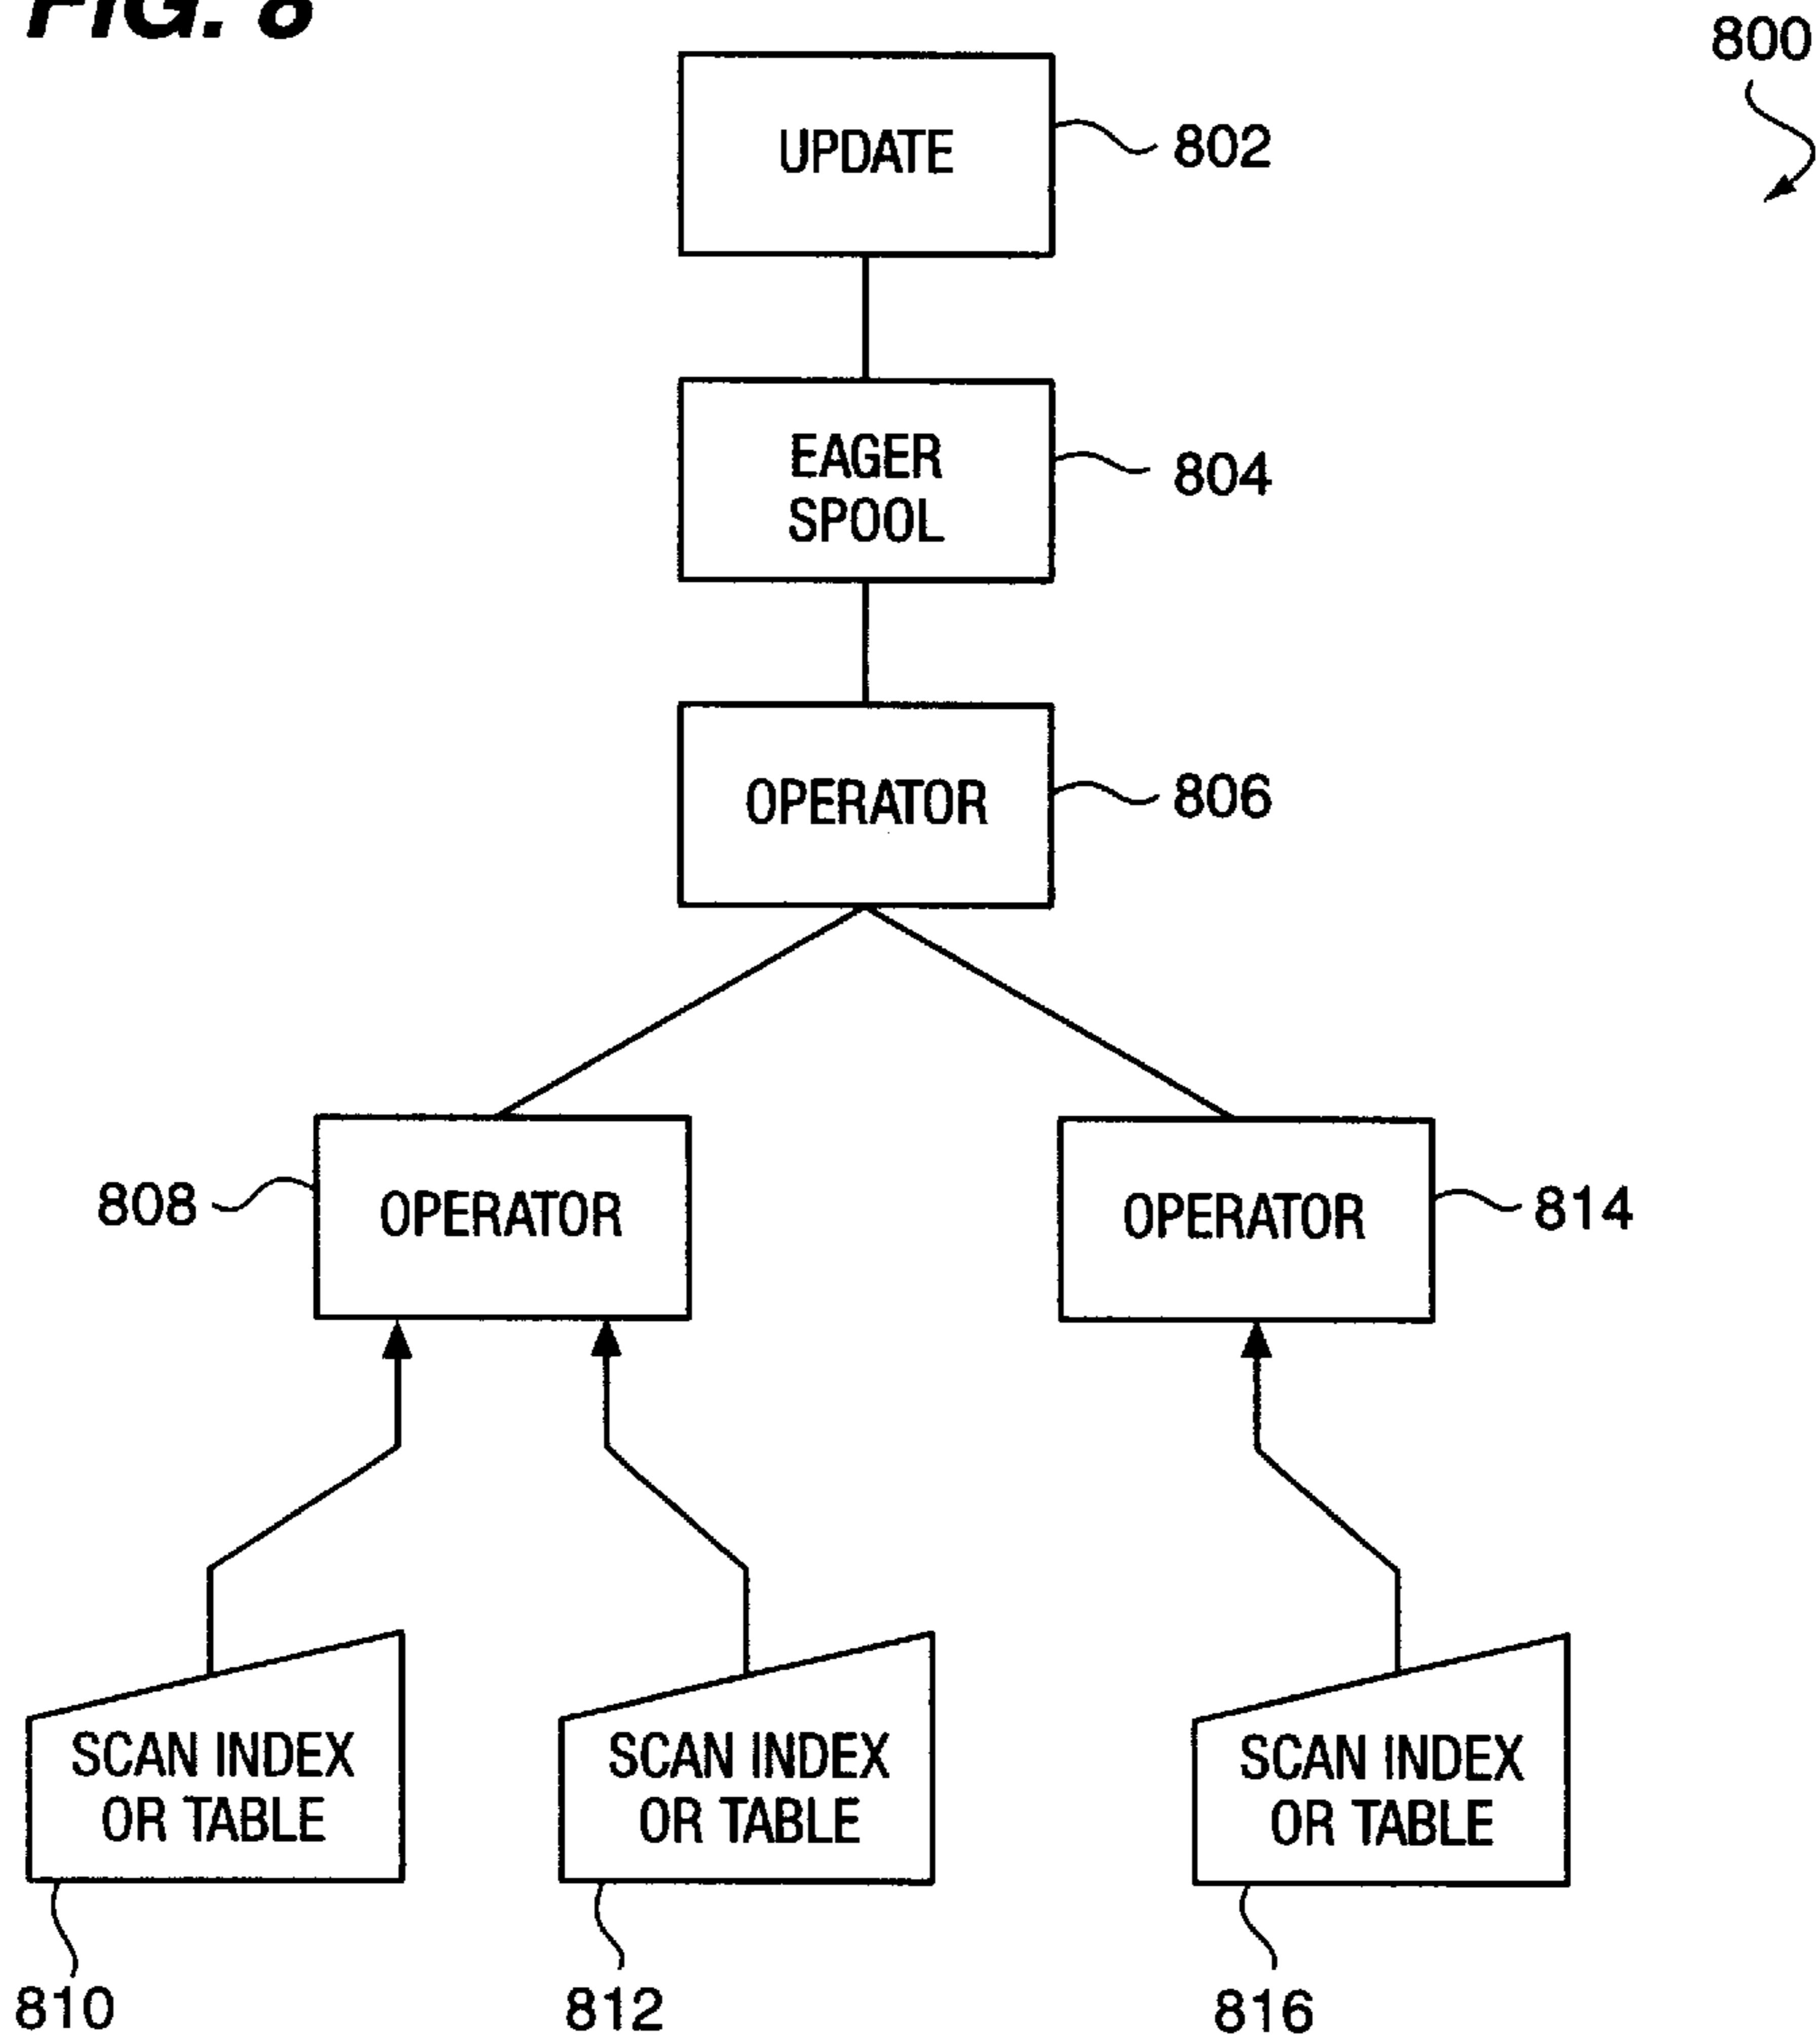 FIG. 8
800
UPDATE
802
EAGER
SPOOL
804
OPERATOR
806
808
OPERATOR
OPERATOR
814
SCAN INDEX
OR TABLE
SCAN INDEX
OR TABLE
SCAN INDEX
OR TABLE
810
812
816